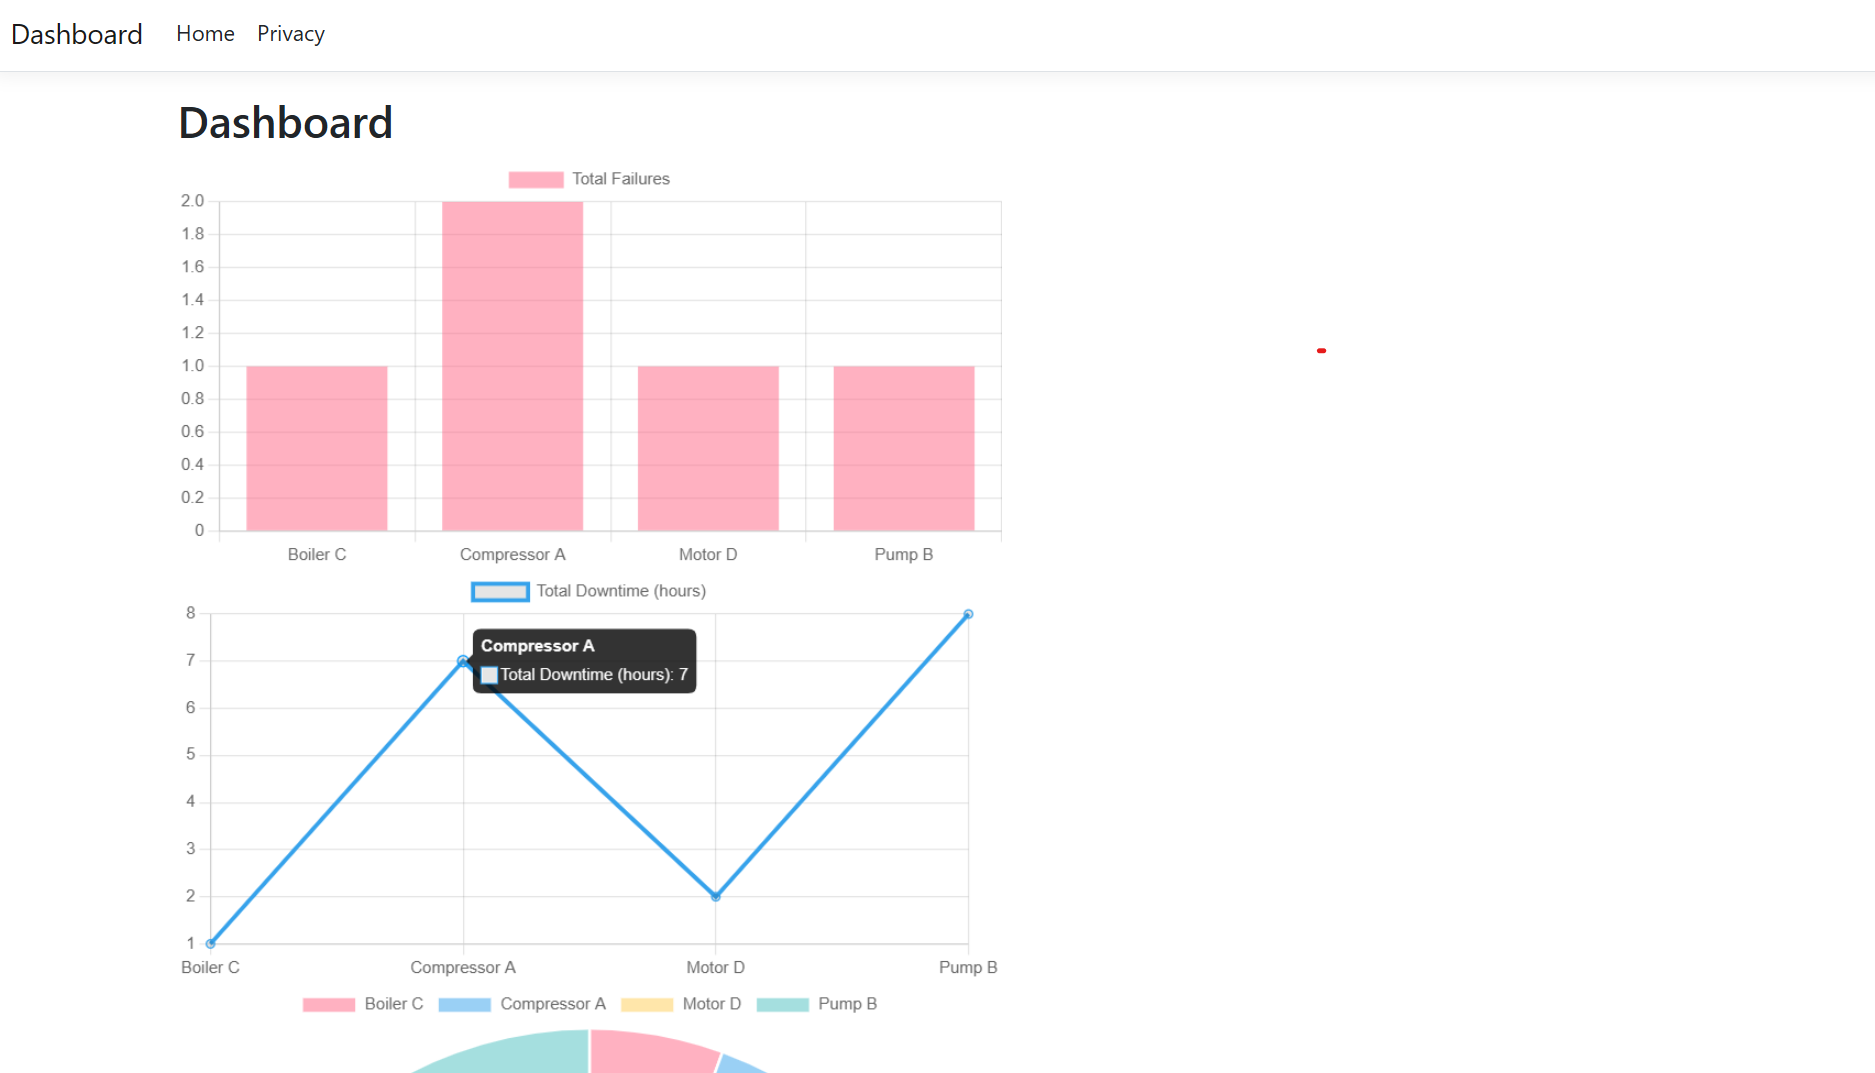 Dashboard Home Privacy
Dashboard
Total Failures
2.0
1.8
1.6
1.4
1.2
1.0
0.8
0.6
0.4
0.2
0
Boiler C Compressor A Motor D Pump B
Total Downtime (hours)
8
7
6
5
4
3
2
1
Compressor A
Total Downtime (hours): 7
Boiler C Compressor A Motor D Pump B
Boiler C Compressor A Motor D Pump B